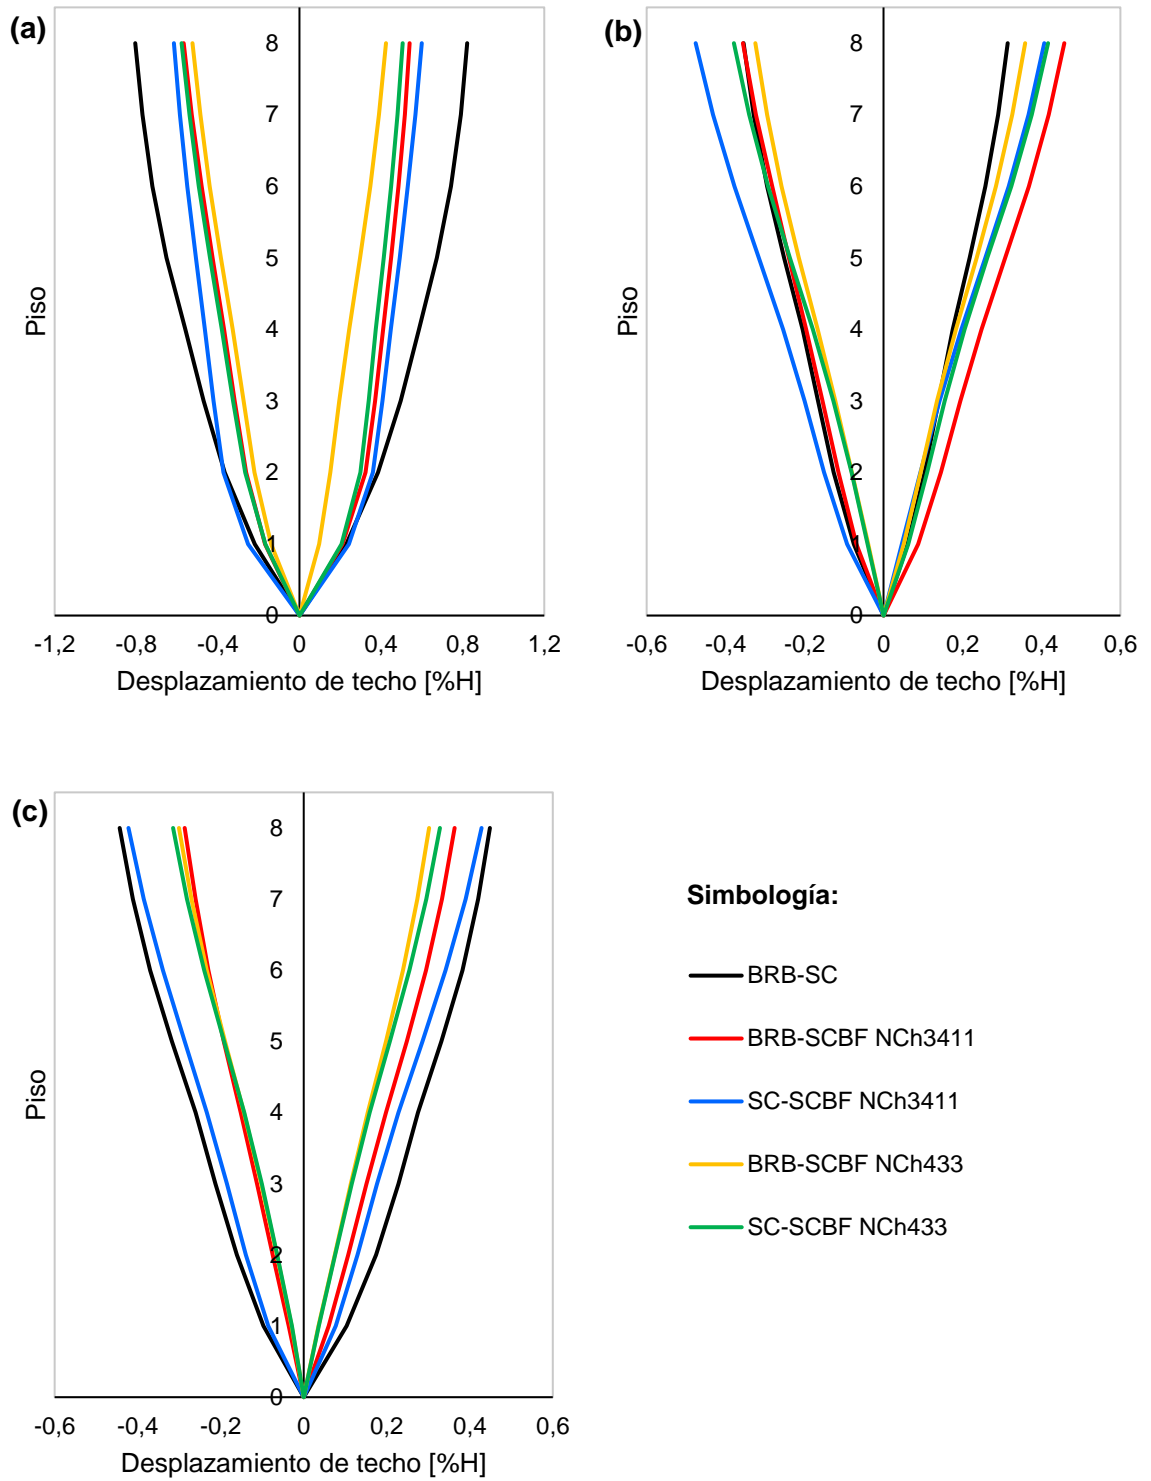 (a)
8
7
6
5
4
3
2
1
0
Piso
-1,2 -0,8 -0,4 0 0,4 0,8 1,2
Desplazamiento de techo [%H]
(b)
8
7
6
5
4
3
2
1
0
Piso
-0,6 -0,4 -0,2 0 0,2 0,4 0,6
Desplazamiento de techo [%H]
(c)
8
7
6
5
4
3
2
1
0
Piso
-0,6 -0,4 -0,2 0 0,2 0,4 0,6
Desplazamiento de techo [%H]
Simbología:
BRB-SC
BRB-SCBF NCh3411
SC-SCBF NCh3411
BRB-SCBF NCh433
SC-SCBF NCh433